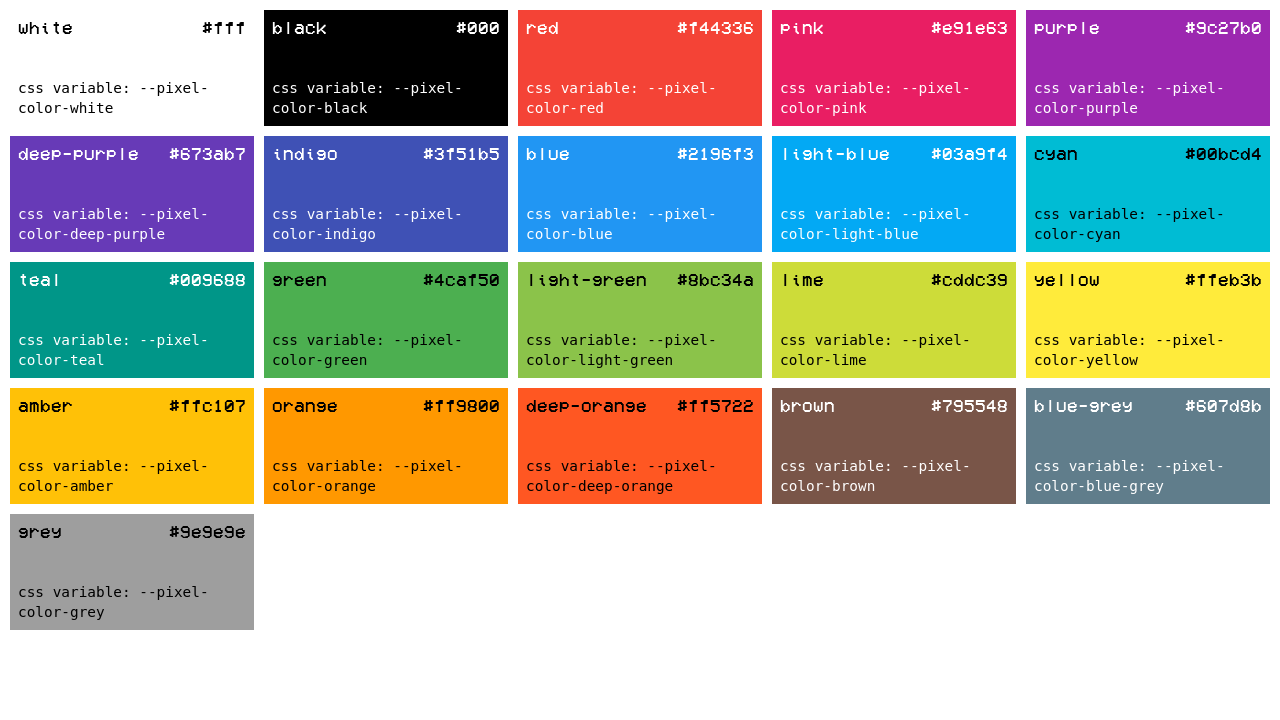 white #fff
css variable: --pixel-
color-white
black #000
css variable: --pixel-
color-black
red #f44336
css variable: --pixel-
color-red
pink #e91e63
css variable: --pixel-
color-pink
purple #9c27b0
css variable: --pixel-
color-purple
deep-purple #673ab7
css variable: --pixel-
color-deep-purple
indigo #3f51b5
css variable: --pixel-
color-indigo
blue #2196f3
css variable: --pixel-
color-blue
light-blue #03a9f4
css variable: --pixel-
color-light-blue
cyan #00bcd4
css variable: --pixel-
color-cyan
teal #009688
css variable: --pixel-
color-teal
green #4caf50
css variable: --pixel-
color-green
light-green #8bc34a
css variable: --pixel-
color-light-green
lime #cddc39
css variable: --pixel-
color-lime
yellow #ffeb3b
css variable: --pixel-
color-yellow
amber #ffc107
css variable: --pixel-
color-amber
orange #ff9800
css variable: --pixel-
color-orange
deep-orange #ff5722
css variable: --pixel-
color-deep-orange
brown #795548
css variable: --pixel-
color-brown
blue-grey #607d8b
css variable: --pixel-
color-blue-grey
grey #9e9e9e
css variable: --pixel-
color-grey